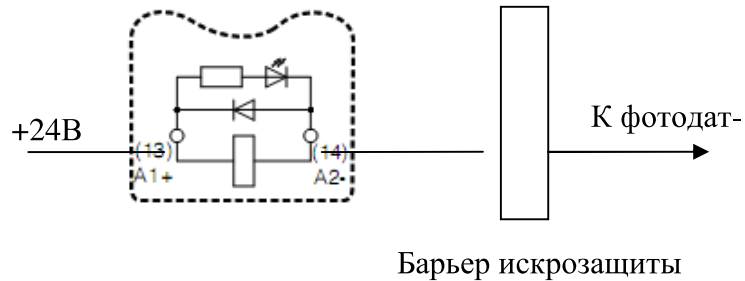 +24В
(13)
A1+
(14)
A2-
К фотодат-
Барьер искрозащиты